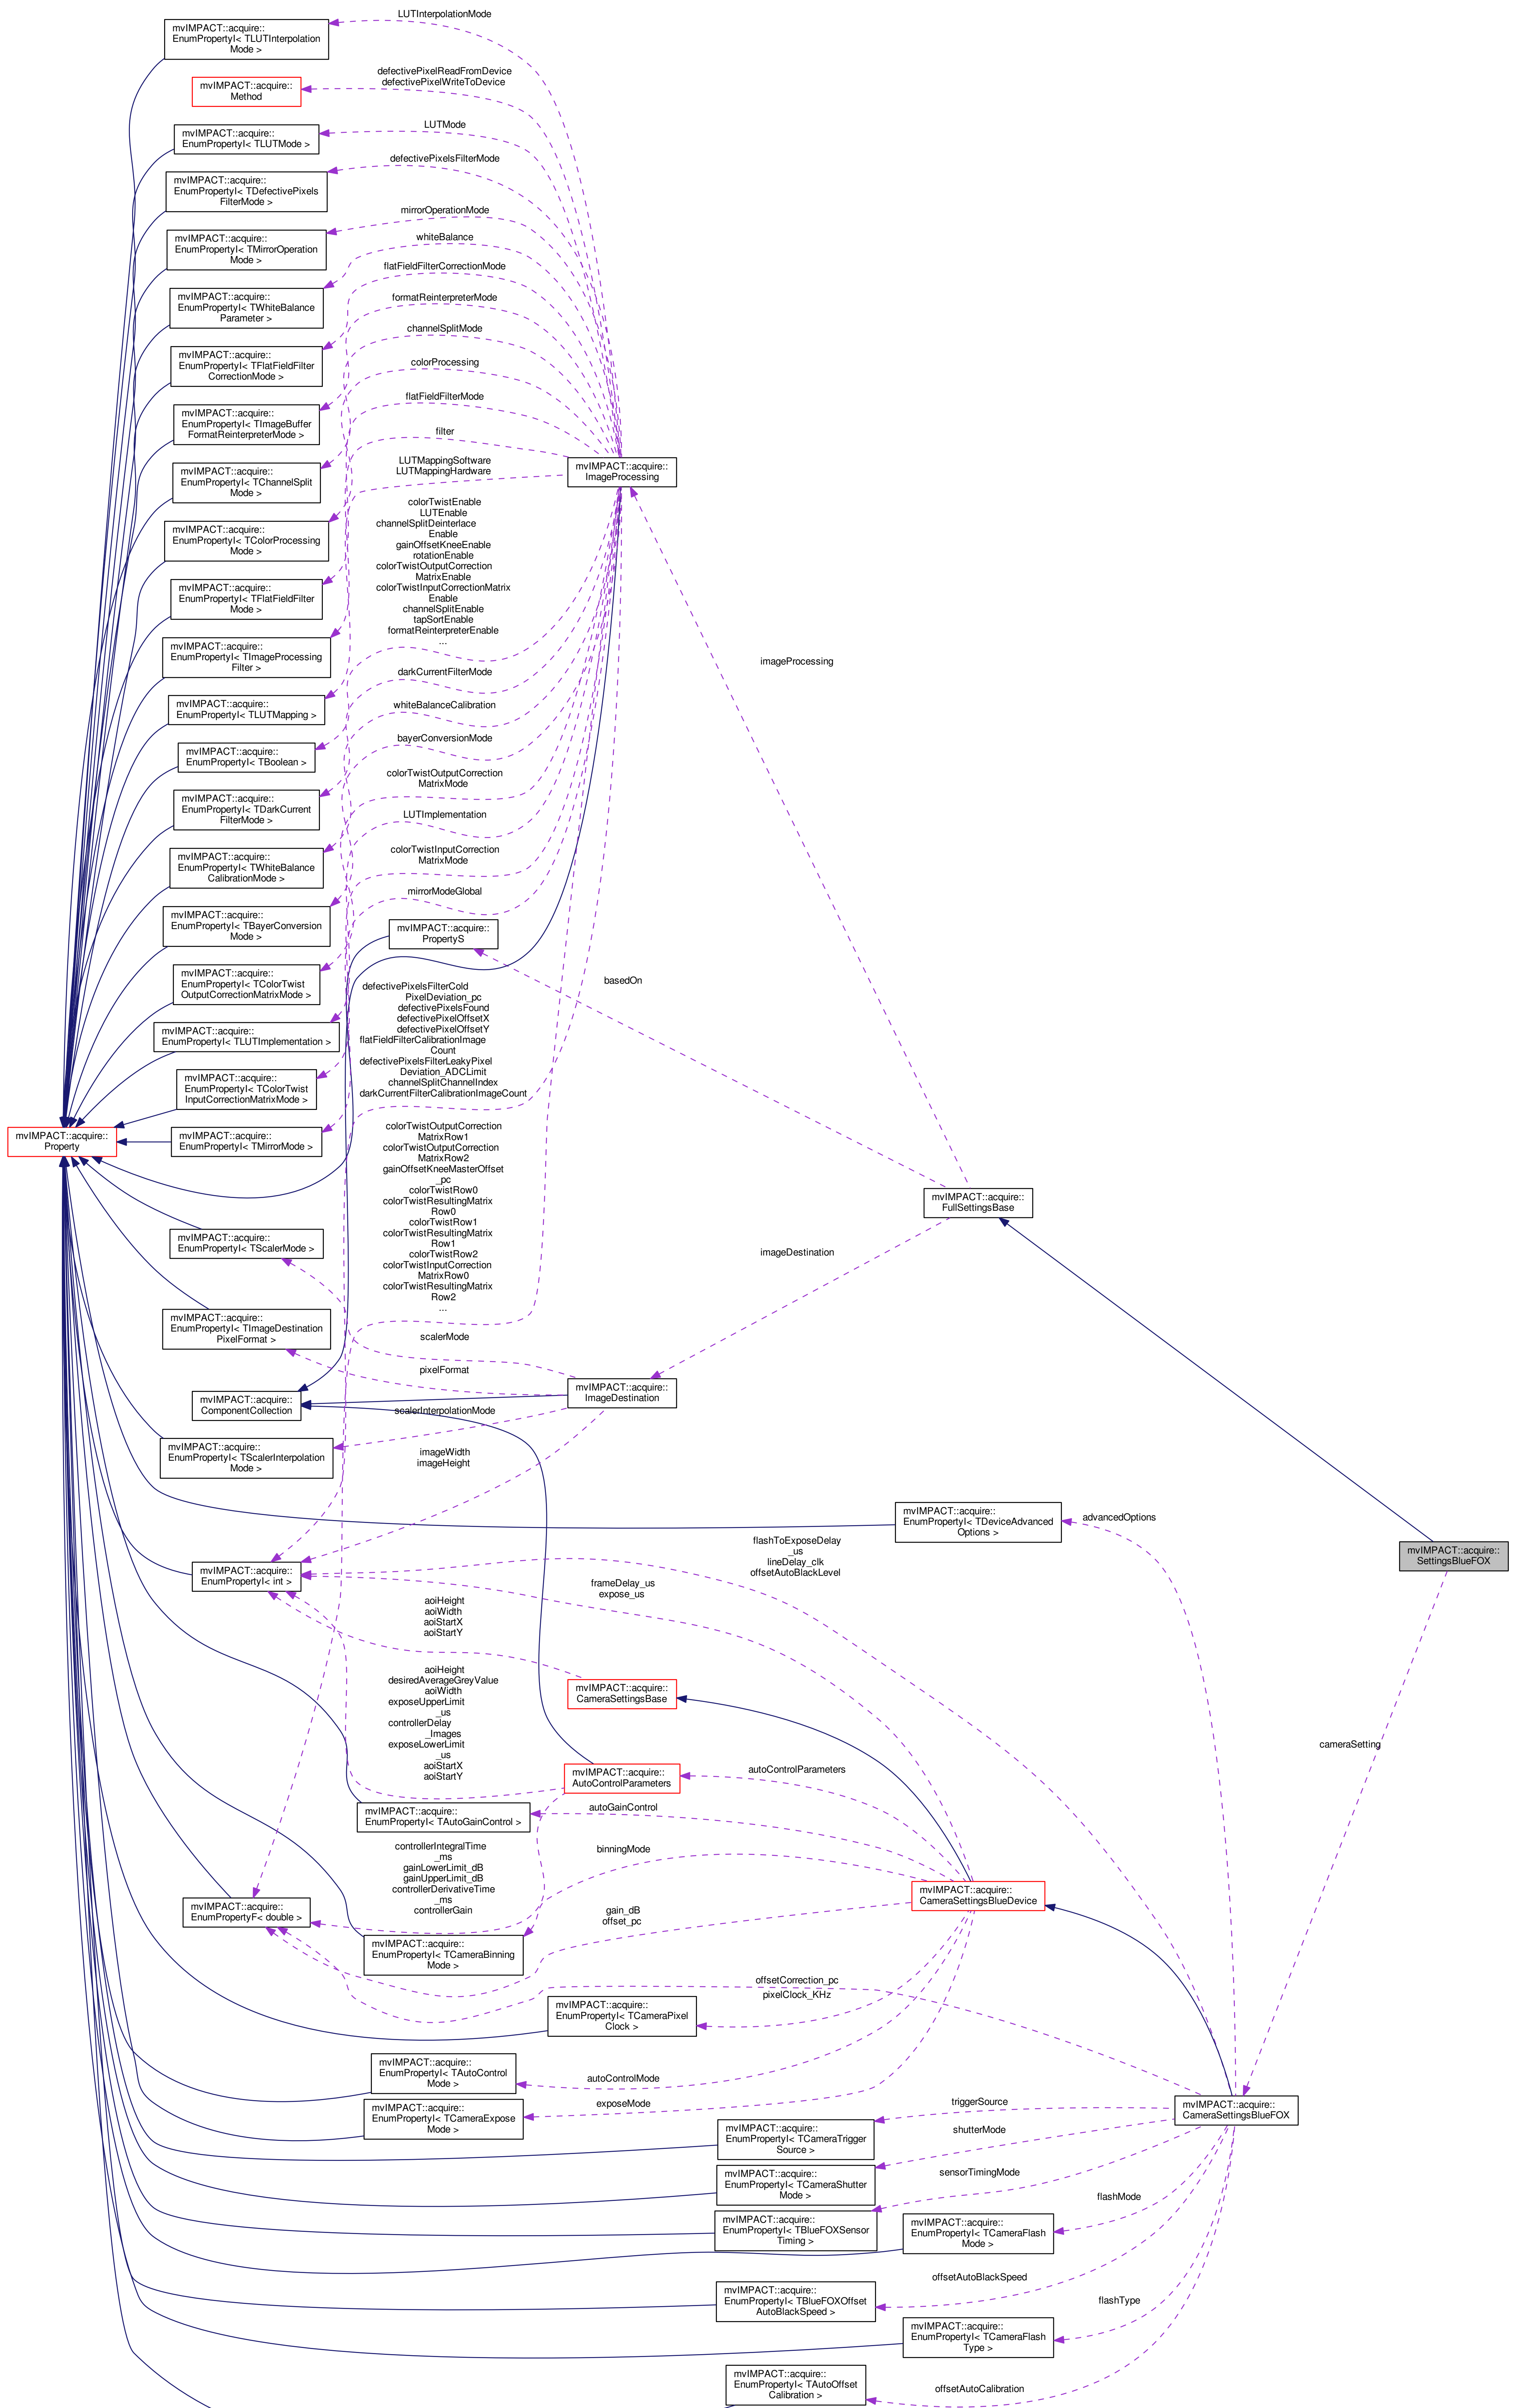 LUTInterpolationMode
mvIMPACT::acquire::
EnumPropertyI< TLUTInterpolation
Mode >
defectivePixelReadFromDevice
defectivePixelWriteToDevice
mvIMPACT::acquire::
Method
LUTMode
mvIMPACT::acquire::
EnumPropertyI< TLUTMode >
defectivePixelsFilterMode
mvIMPACT::acquire::
EnumPropertyI< TDefectivePixels
FilterMode >
mirrorOperationMode
mvIMPACT::acquire::
EnumPropertyI< TMirrorOperation
Mode >
whiteBalance
mvIMPACT::acquire::
EnumPropertyI< TWhiteBalance
Parameter >
flatFieldFilterCorrectionMode
formatReinterpreterMode
mvIMPACT::acquire::
EnumPropertyI< TFlatFieldFilter
CorrectionMode >
channelSplitMode
colorProcessing
mvIMPACT::acquire::
EnumPropertyI< TImageBuffer
FormatReinterpreterMode >
flatFieldFilterMode
filter
mvIMPACT::acquire::
EnumPropertyI< TChannelSplit
Mode >
LUTMappingSoftware
LUTMappingHardware
mvIMPACT::acquire::
ImageProcessing
mvIMPACT::acquire::
EnumPropertyI< TColorProcessing
Mode >
colorTwistEnable
LUTEnable
channelSplitDeinterlace
Enable
gainOffsetKneeEnable
rotationEnable
colorTwistOutputCorrection
MatrixEnable
colorTwistInputCorrectionMatrix
Enable
channelSplitEnable
tapSortEnable
formatReinterpreterEnable
...
mvIMPACT::acquire::
EnumPropertyI< TFlatFieldFilter
Mode >
mvIMPACT::acquire::
EnumPropertyI< TImageProcessing
Filter >
imageProcessing
darkCurrentFilterMode
mvIMPACT::acquire::
EnumPropertyI< TLUTMapping >
whiteBalanceCalibration
mvIMPACT::acquire::
EnumPropertyI< TBoolean >
bayerConversionMode
colorTwistOutputCorrection
MatrixMode
mvIMPACT::acquire::
EnumPropertyI< TDarkCurrent
FilterMode >
LUTImplementation
mvIMPACT::acquire::
EnumPropertyI< TWhiteBalance
CalibrationMode >
colorTwistInputCorrection
MatrixMode
mirrorModeGlobal
mvIMPACT::acquire::
EnumPropertyI< TBayerConversion
Mode >
mvIMPACT::acquire::
PropertyS
basedOn
mvIMPACT::acquire::
EnumPropertyI< TColorTwist
OutputCorrectionMatrixMode >
defectivePixelsFilterCold
PixelDeviation_pc
defectivePixelsFound
defectivePixelOffsetX
defectivePixelOffsetY
flatFieldFilterCalibrationImage
Count
defectivePixelsFilterLeakyPixel
Deviation_ADCLimit
channelSplitChannelIndex
darkCurrentFilterCalibrationImageCount
mvIMPACT::acquire::
EnumPropertyI< TLUTImplementation >
mvIMPACT::acquire::
EnumPropertyI< TColorTwist
InputCorrectionMatrixMode >
mvIMPACT::acquire::
Property
mvIMPACT::acquire::
EnumPropertyI< TMirrorMode >
colorTwistOutputCorrection
MatrixRow1
colorTwistOutputCorrection
MatrixRow2
gainOffsetKneeMasterOffset
_pc
colorTwistRow0
colorTwistResultingMatrix
Row0
colorTwistRow1
colorTwistResultingMatrix
Row1
colorTwistRow2
colorTwistInputCorrection
MatrixRow0
colorTwistResultingMatrix
Row2
...
mvIMPACT::acquire::
FullSettingsBase
mvIMPACT::acquire::
EnumPropertyI< TScalerMode >
imageDestination
mvIMPACT::acquire::
EnumPropertyI< TImageDestination
PixelFormat >
scalerMode
pixelFormat
mvIMPACT::acquire::
ImageDestination
mvIMPACT::acquire::
ComponentCollection
scalerInterpolationMode
mvIMPACT::acquire::
EnumPropertyI< TScalerInterpolation
Mode >
imageWidth
imageHeight
mvIMPACT::acquire::
EnumPropertyI< TDeviceAdvanced
Options >
advancedOptions
mvIMPACT::acquire::
SettingsBlueFOX
flashToExposeDelay
_us
lineDelay_clk
offsetAutoBlackLevel
mvIMPACT::acquire::
EnumPropertyI< int >
frameDelay_us
expose_us
aoiHeight
aoiWidth
aoiStartX
aoiStartY
mvIMPACT::acquire::
CameraSettingsBase
aoiHeight
desiredAverageGreyValue
aoiWidth
exposeUpperLimit
_us
controllerDelay
_Images
exposeLowerLimit
_us
aoiStartX
aoiStartY
cameraSetting
mvIMPACT::acquire::
AutoControlParameters
autoControlParameters
autoGainControl
mvIMPACT::acquire::
EnumPropertyI< TAutoGainControl >
controllerIntegralTime
_ms
gainLowerLimit_dB
gainUpperLimit_dB
controllerDerivativeTime
_ms
controllerGain
binningMode
mvIMPACT::acquire::
CameraSettingsBlueDevice
mvIMPACT::acquire::
EnumPropertyF< double >
gain_dB
offset_pc
mvIMPACT::acquire::
EnumPropertyI< TCameraBinning
Mode >
offsetCorrection_pc
pixelClock_KHz
mvIMPACT::acquire::
EnumPropertyI< TCameraPixel
Clock >
mvIMPACT::acquire::
EnumPropertyI< TAutoControl
Mode >
autoControlMode
mvIMPACT::acquire::
EnumPropertyI< TCameraExpose
Mode >
exposeMode
triggerSource
mvIMPACT::acquire::
CameraSettingsBlueFOX
mvIMPACT::acquire::
EnumPropertyI< TCameraTrigger
Source >
shutterMode
mvIMPACT::acquire::
EnumPropertyI< TCameraShutter
Mode >
sensorTimingMode
flashMode
mvIMPACT::acquire::
EnumPropertyI< TBlueFOXSensor
Timing >
mvIMPACT::acquire::
EnumPropertyI< TCameraFlash
Mode >
offsetAutoBlackSpeed
mvIMPACT::acquire::
EnumPropertyI< TBlueFOXOffset
AutoBlackSpeed >
flashType
mvIMPACT::acquire::
EnumPropertyI< TCameraFlash
Type >
mvIMPACT::acquire::
EnumPropertyI< TAutoOffset
Calibration >
offsetAutoCalibration